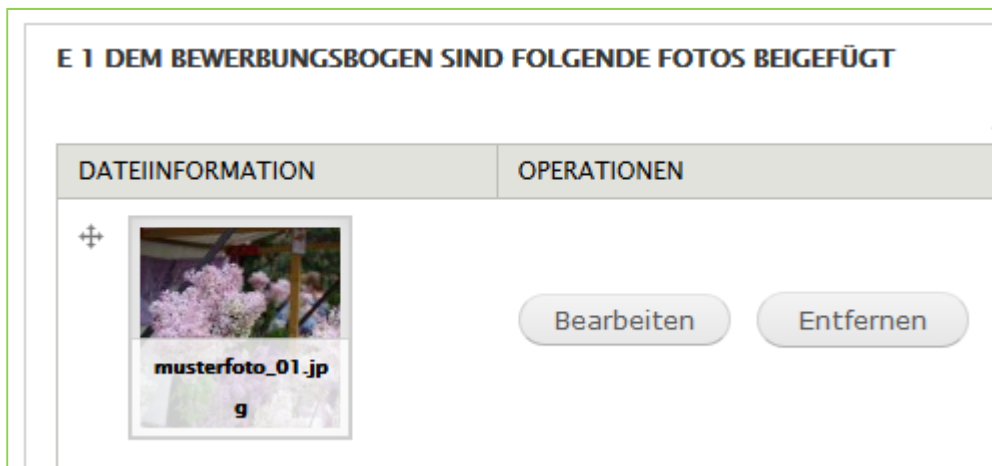 E 1 DEM BEWERBUNGSBOGEN SIND FOLGENDE FOTOS BEIGEFÜGT
DATEIINFORMATION OPERATIONEN
Bearbeiten Entfernen
musterfoto_01.jp
g